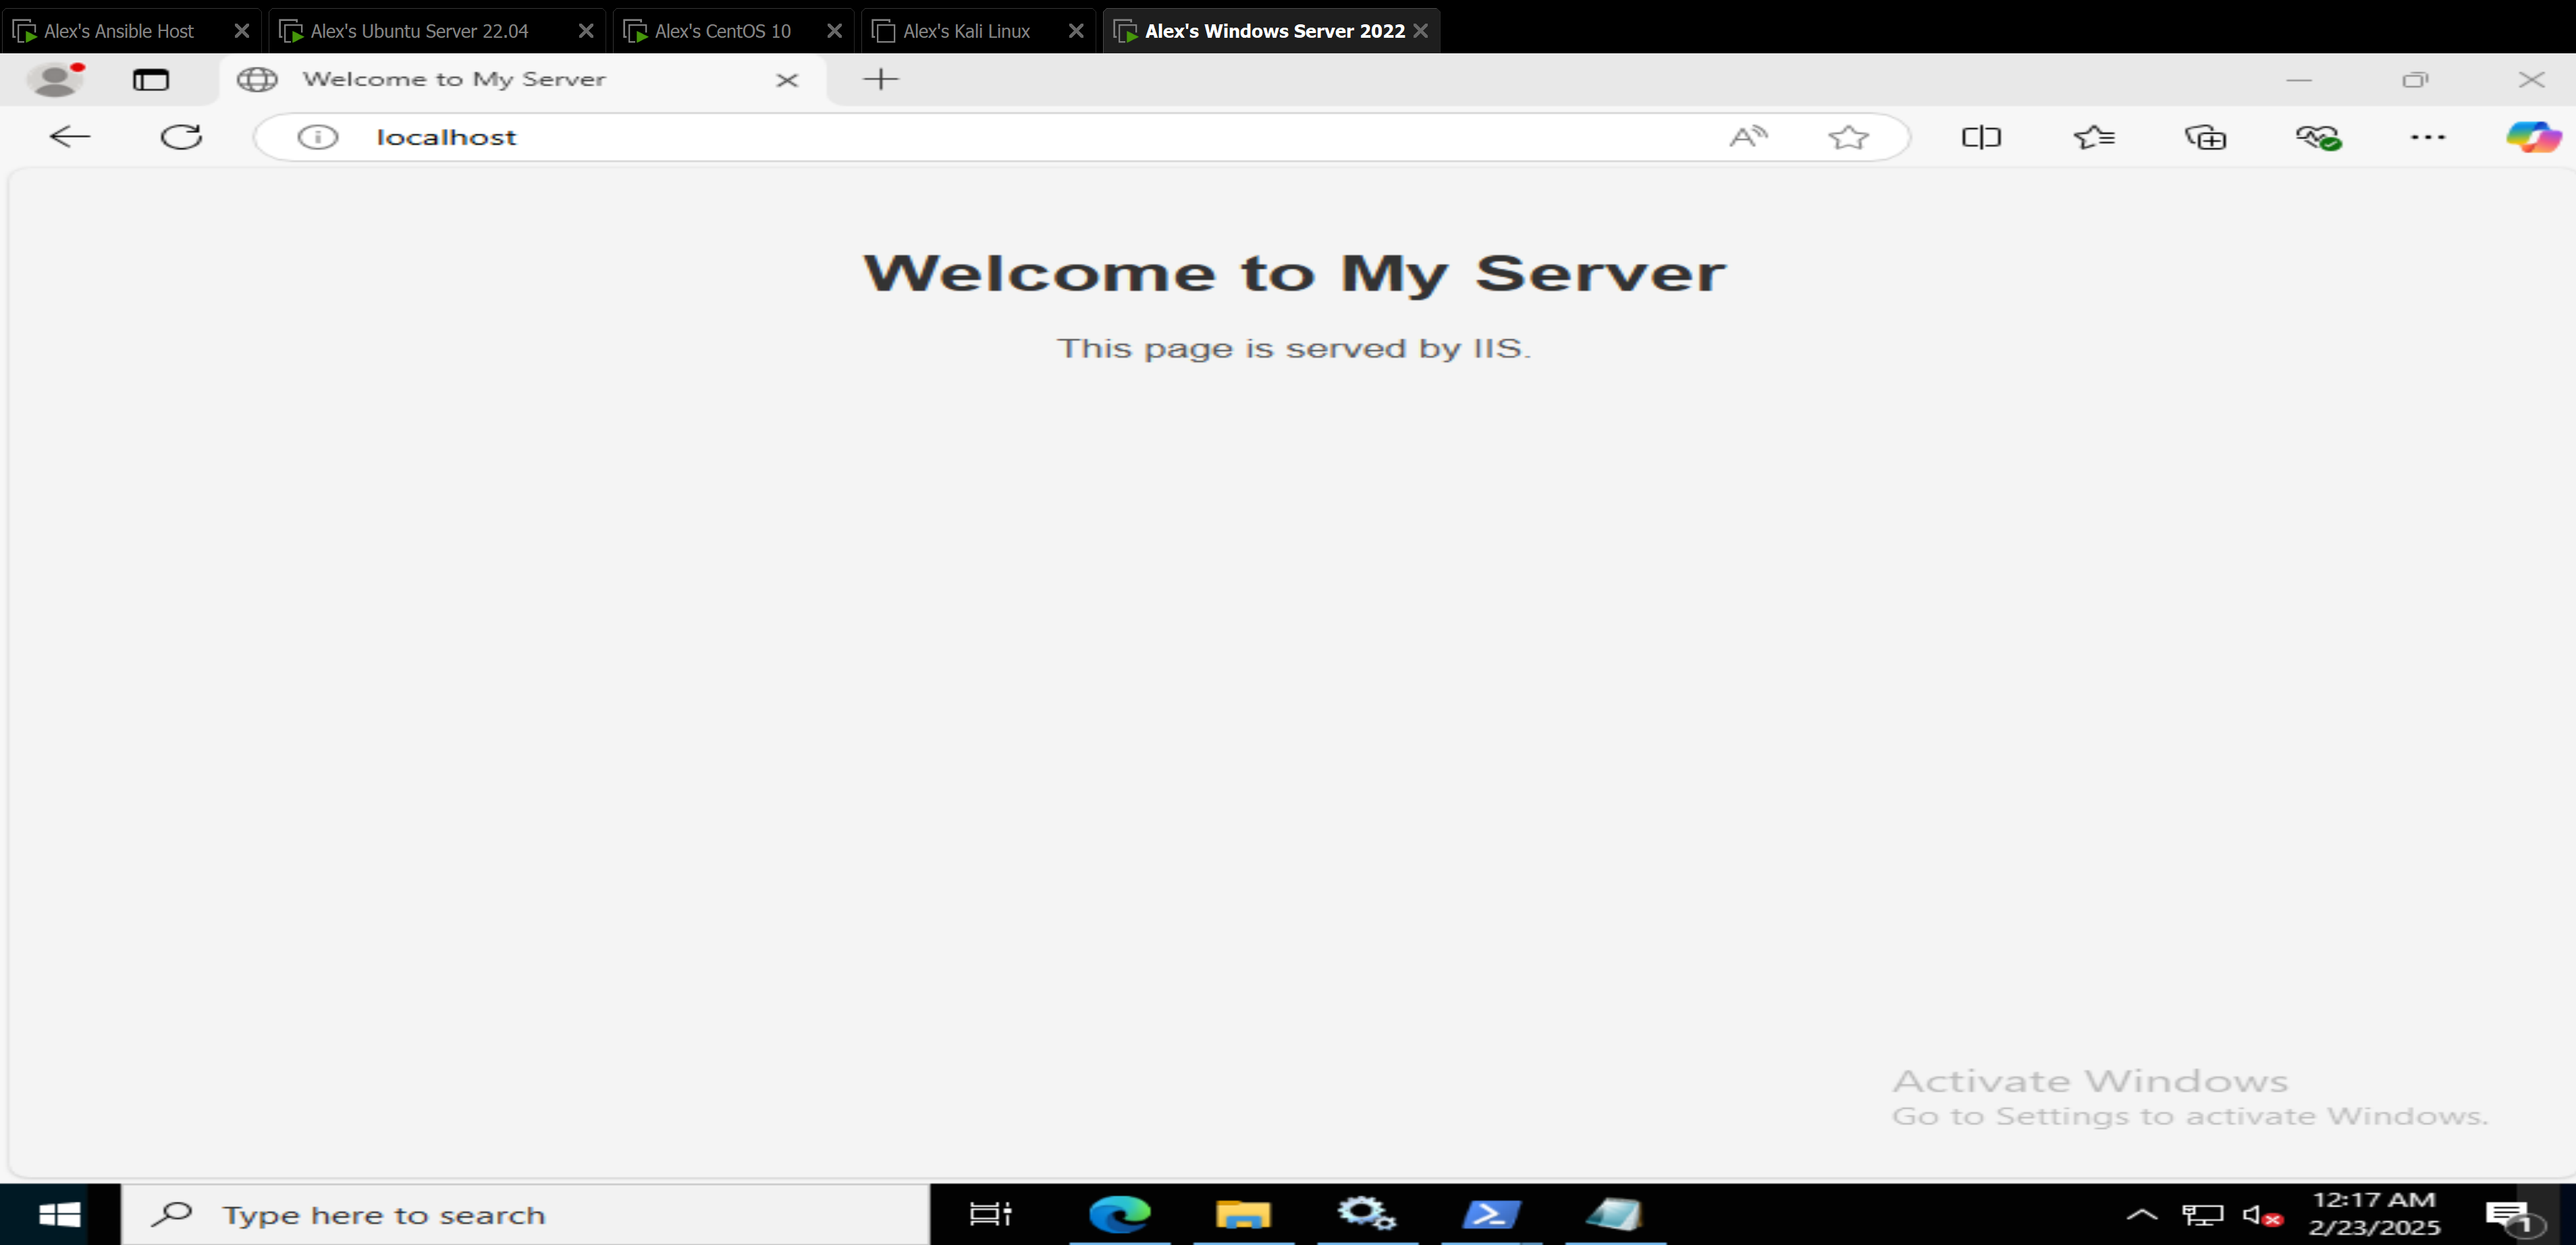 Alex's Ansible Host
Alex's Ubuntu Server 22.04
Alex's CentOS 10
Alex's Kali Linux
Alex's Windows Server 2022
Welcome to My Server
localhost
Welcome to My Server
This page is served by IIS.
Activate Windows
Go to Settings to activate Windows.
Type here to search
12:17 AM
2/23/2025
1